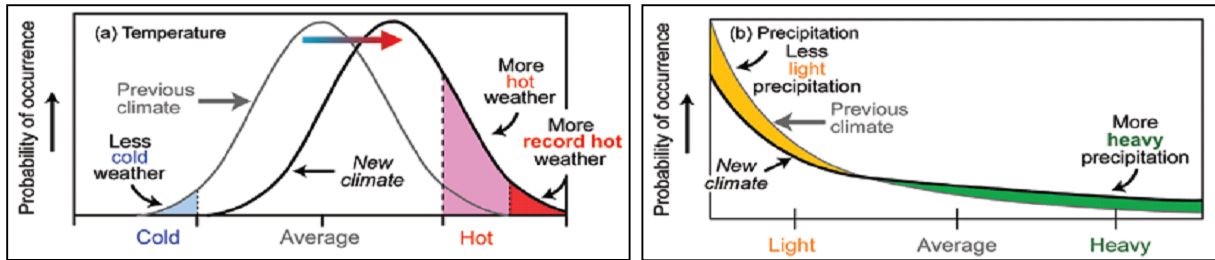 (a) Temperature
Probability of occurrence
Previous
climate
Less
cold
weather
New
climate
More
hot
weather
More
record hot
weather
Cold
Average
Hot
(b) Precipitation
Probability of occurrence
Less
light
precipitation
Previous
climate
New
climate
More
heavy
precipitation
Light
Average
Heavy